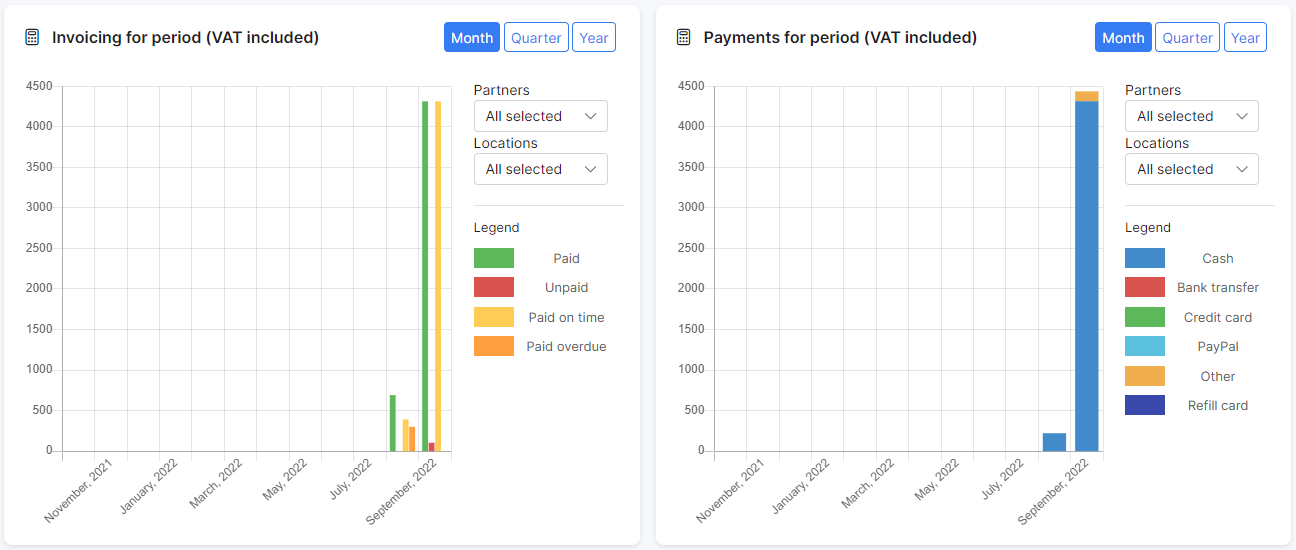 Invoicing for period (VAT included)
Month Quarter Year
4500
4000
3500
3000
2500
2000
1500
1000
500
0
November, 2021
January, 2022
March, 2022
May, 2022
July, 2022
September, 2022
Partners
All selected
Locations
All selected
Legend
Paid
Unpaid
Paid on time
Paid overdue
Payments for period (VAT included)
Month Quarter Year
4500
4000
3500
3000
2500
2000
1500
1000
500
0
November, 2021
January, 2022
March, 2022
May, 2022
July, 2022
September, 2022
Partners
All selected
Locations
All selected
Legend
Cash
Bank transfer
Credit card
PayPal
Other
Refill card